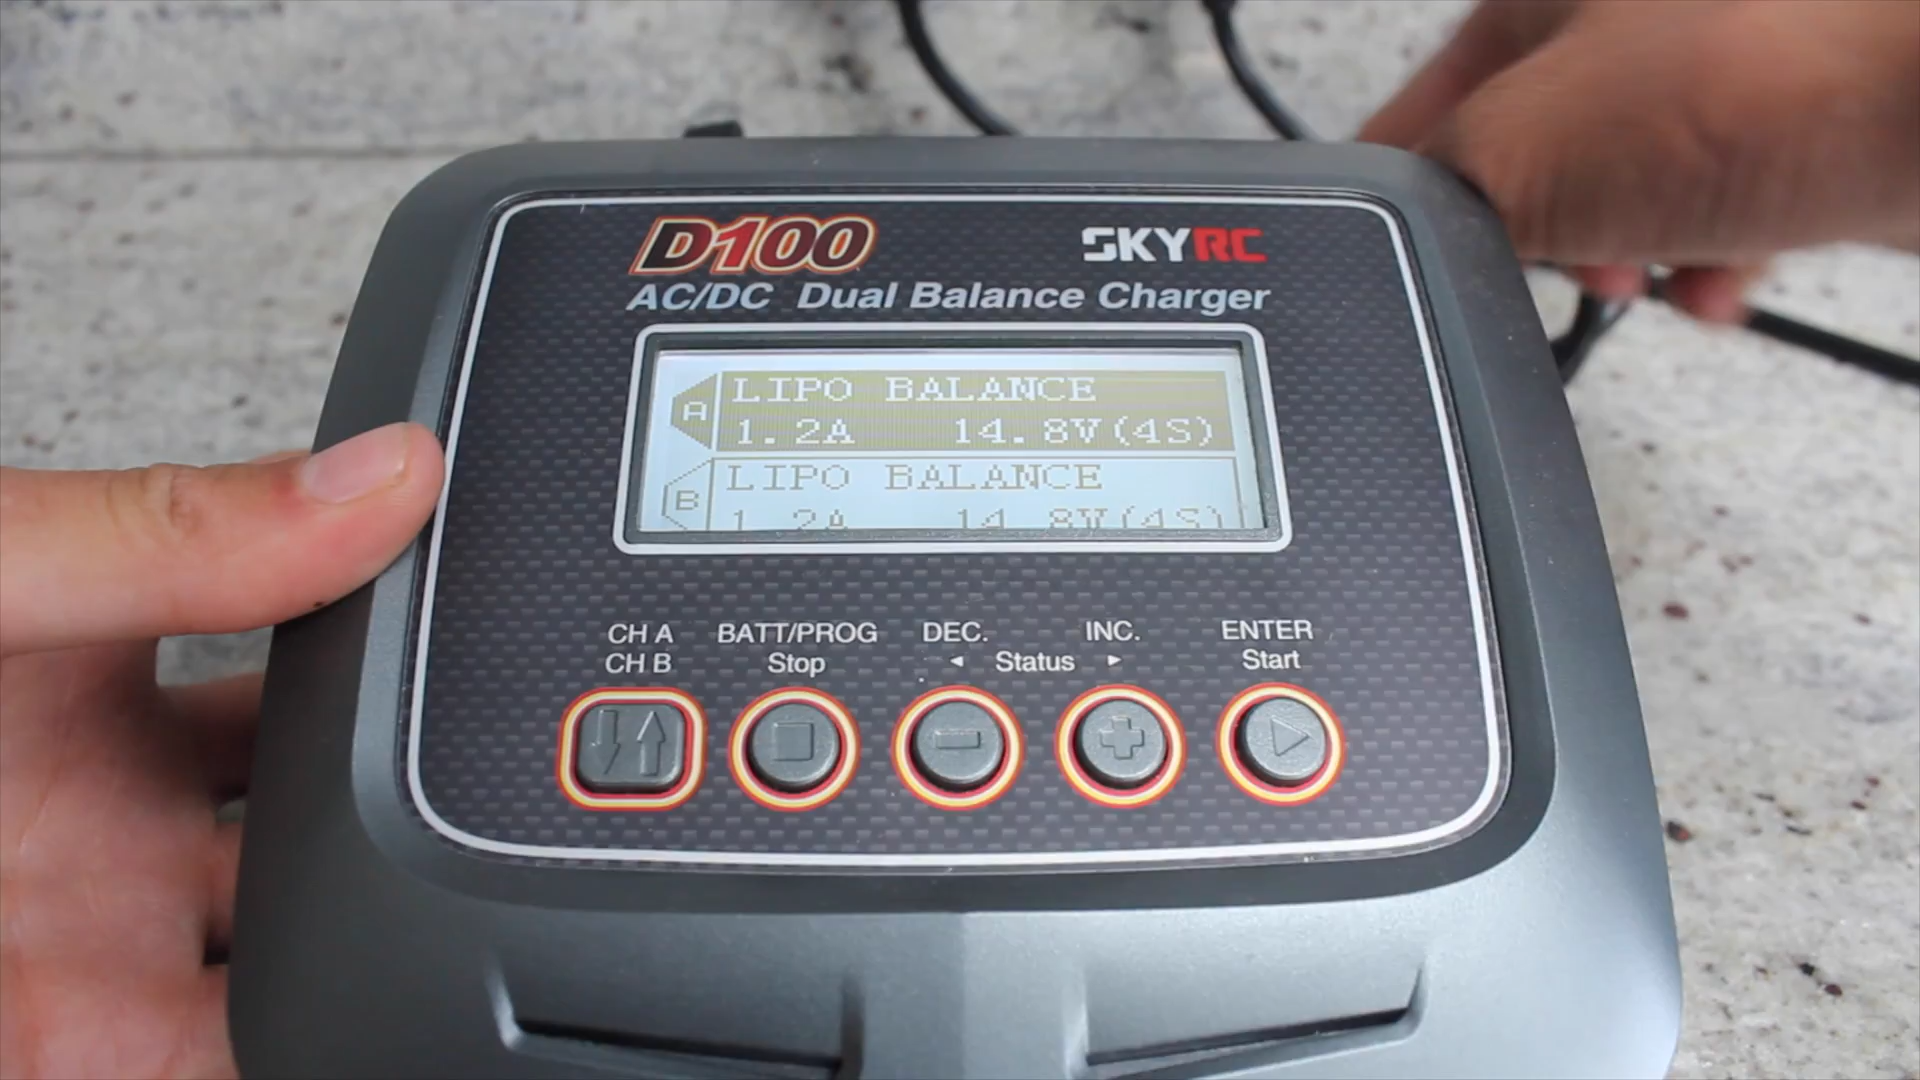 D100 SKYRC
AC/DC Dual Balance Charger
A LIPO BALANCE
1.2A 14.8V(4S)
B LIPO BALANCE
1.2A 14.8V(4S)
CH A BATT/PROG DEC. INC. ENTER
CH B Stop Status Start